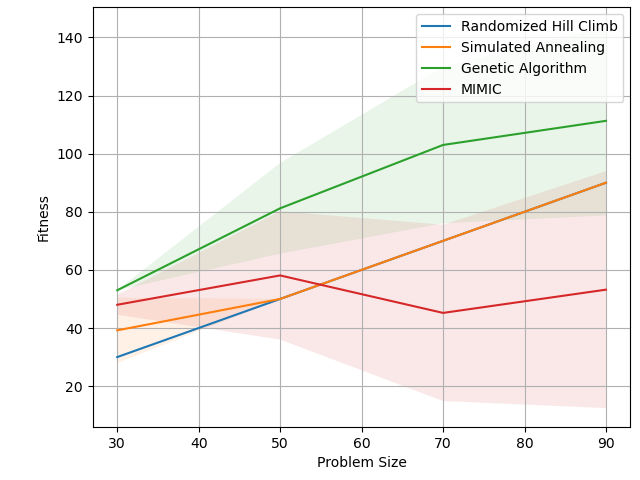 Randomized Hill Climb
Simulated Annealing
Genetic Algorithm
MIMIC
140
120
100
80
60
40
20
Fitness
30
40
50
60
70
80
90
Problem Size